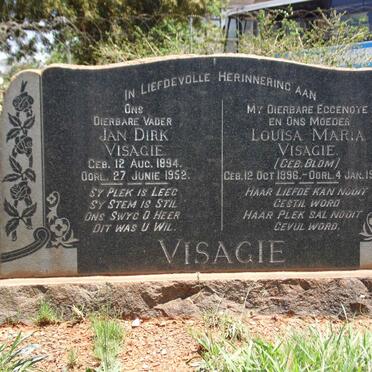 IN LIEFDEVOLLE HERINNERING AAN
ONS
DIERBARE VADER
JAN DIRK
VISAGIE
GEB. 12 AUG. 1894.
OORL. 27 JUNIE 1952.
SY PLEK IS LEEG
SY STEM IS STIL
ONS SWYG O HEER
DIT WAS U WIL.
MY DIERBARE EGGENOTE
EN ONS MOEDER
LOUISA MARIA
VISAGIE
(GEB. BLOM)
GEB. 12 OCT 1896.-OORL. 4 JAN.
HAAR LIEFDE KAN NOOIT
GESTIL WORD
HAAR PLEK SAL NOOIT
GEVUL WORD.
VISAGIE